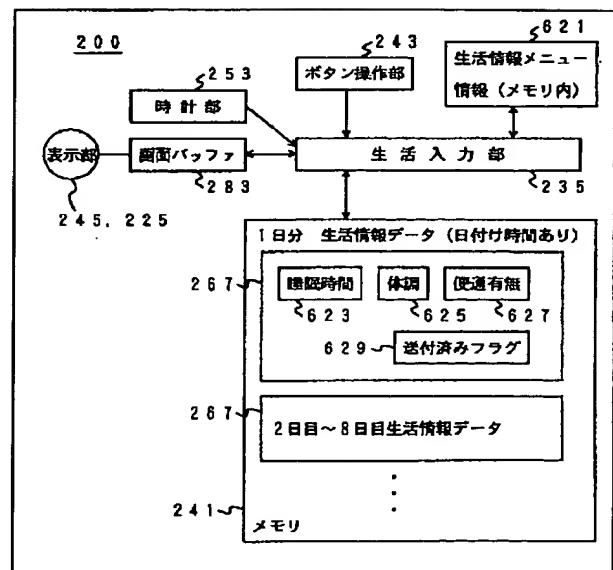 200
243
ボタン操作部
621
生活情報メニュー
情報(メモリ内)
253
時計部
表示部
画面バッファ
生活入力部
245, 225
283
235
1日分 生活情報データ(日付け時間あり)
267
睡眠時間
体調
便通有無
623
625
627
629
送付済みフラグ
267
2日目~8日目生活情報データ
241
メモリ